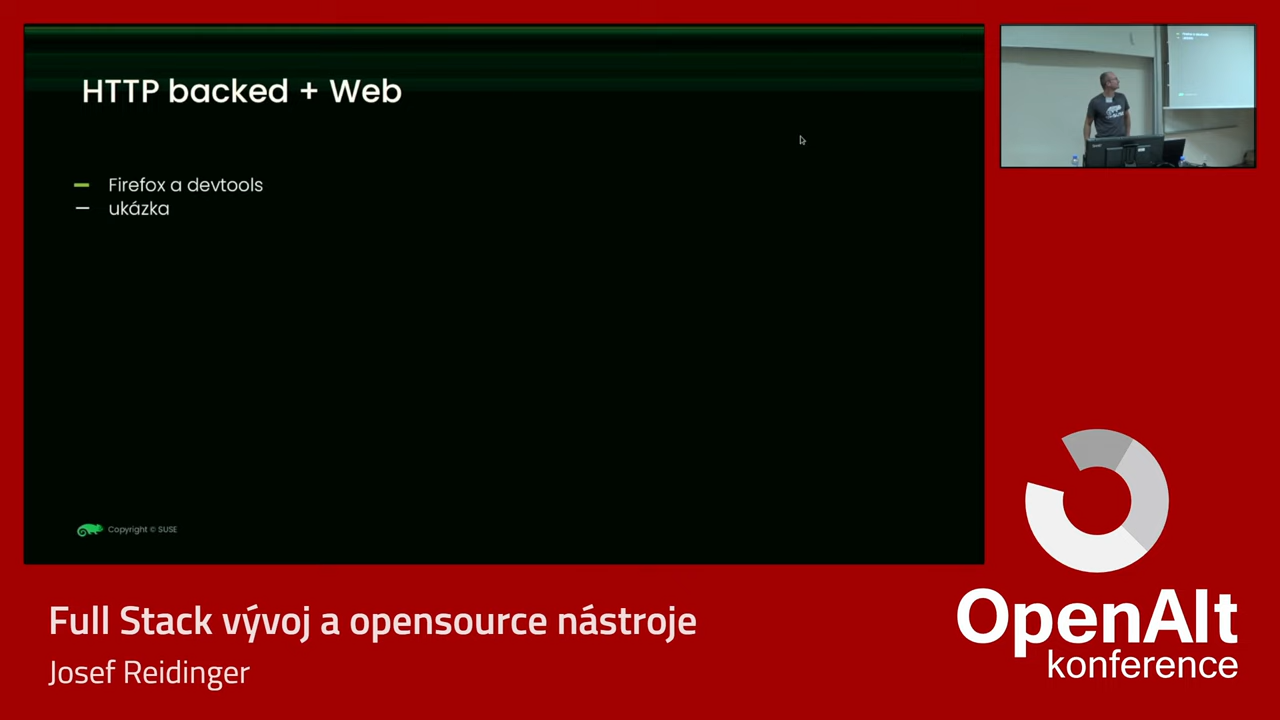 HTTP backed + Web
Firefox a devtools
ukázka
Copyright © SUSE
Full Stack vývoj a opensource nástroje
Josef Reidinger
OpenAlt
konference